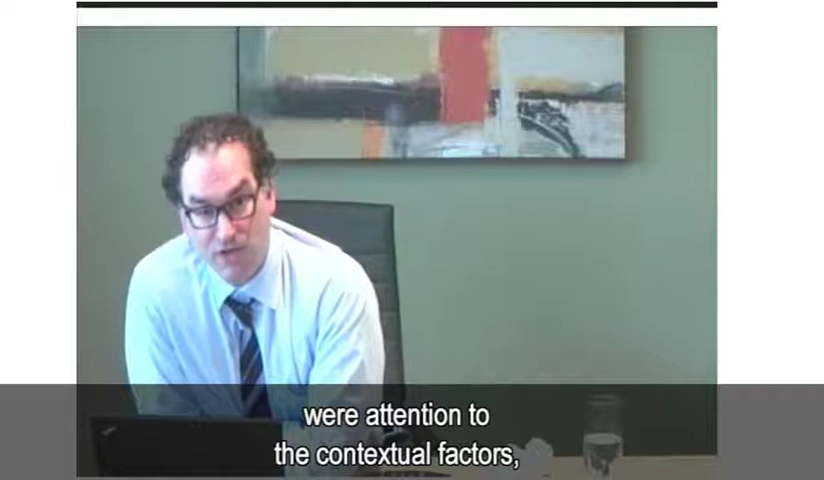 were attention to
the contextual factors,